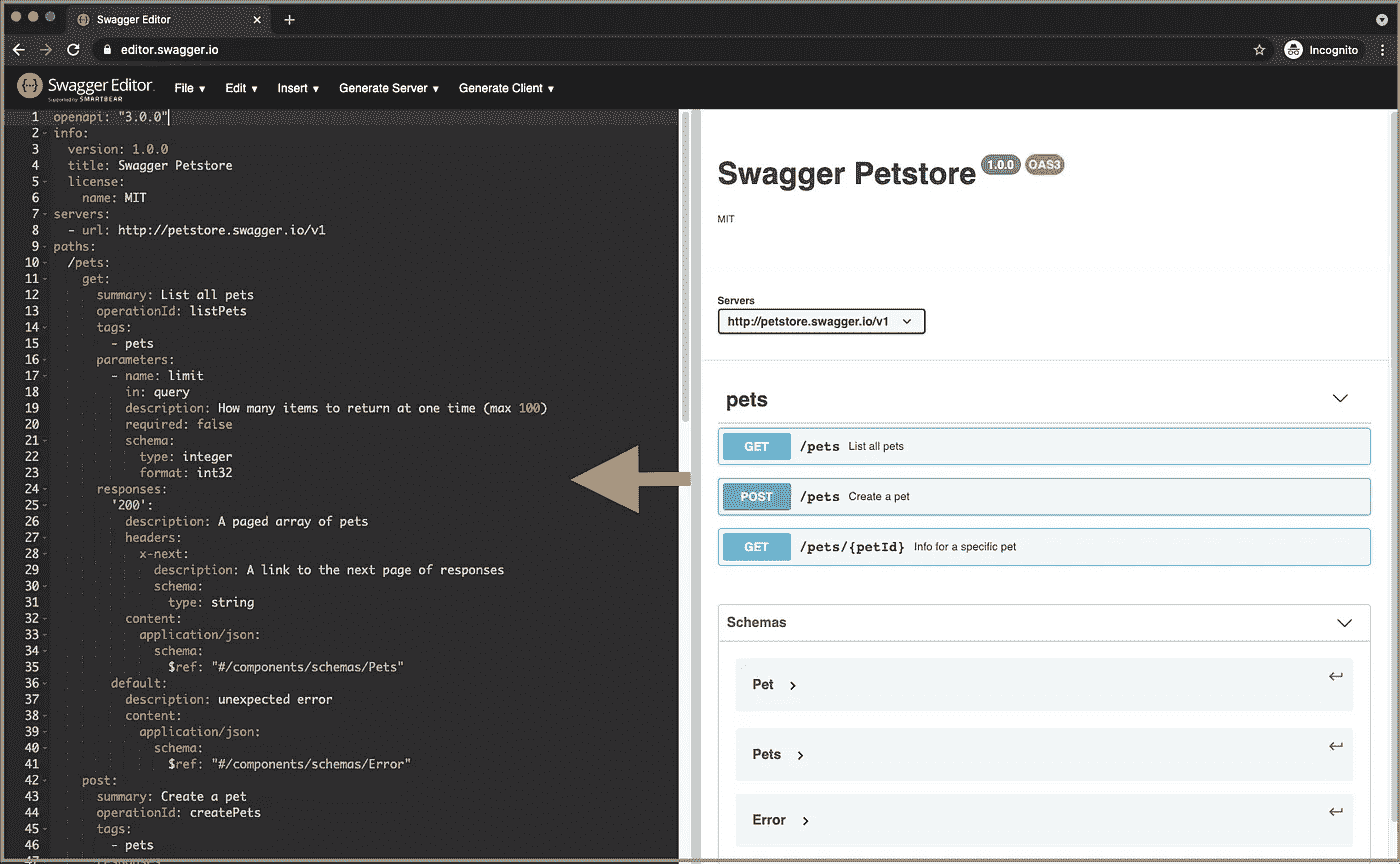 Swagger Editor
editor.swagger.io
Incognito
Swagger Editor.
Supported by SMARTBEAR
File
Edit
Insert
Generate Server
Generate Client
1 openapi: "3.0.0"
2 info:
3 version: 1.0.0
4 title: Swagger Petstore
5 license:
6 name: MIT
7 servers:
8 - url: http://petstore.swagger.io/v1
9 paths:
10 /pets:
11 get:
12 summary: List all pets
13 operationId: listPets
14 tags:
15 - pets
16 parameters:
17 - name: limit
18 in: query
19 description: How many items to return at one time (max 100)
20 required: false
21 schema:
22 type: integer
23 format: int32
24 responses:
25 '200':
26 description: A paged array of pets
27 headers:
28 x-next:
29 description: A link to the next page of responses
30 schema:
31 type: string
32 content:
33 application/json:
34 schema:
35 $ref: "#/components/schemas/Pets"
36 default:
37 description: unexpected error
38 content:
39 application/json:
40 schema:
41 $ref: "#/components/schemas/Error"
42 post:
43 summary: Create a pet
44 operationId: createPets
45 tags:
46 - pets
47 responses
Swagger Petstore 1.0.0 OAS3
MIT
Servers
http://petstore.swagger.io/v1
pets
GET /pets List all pets
POST /pets Create a pet
GET /pets/{petId} Info for a specific pet
Schemas
Pet
Pets
Error